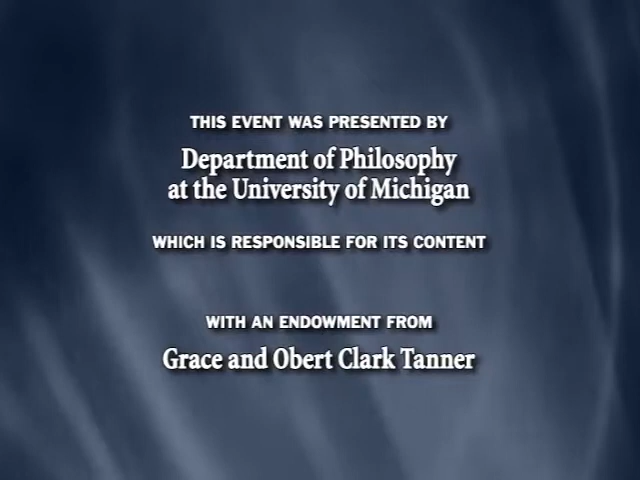 THIS EVENT WAS PRESENTED BY
Department of Philosophy
at the University of Michigan
WHICH IS RESPONSIBLE FOR ITS CONTENT
WITH AN ENDOWMENT FROM
Grace and Obert Clark Tanner